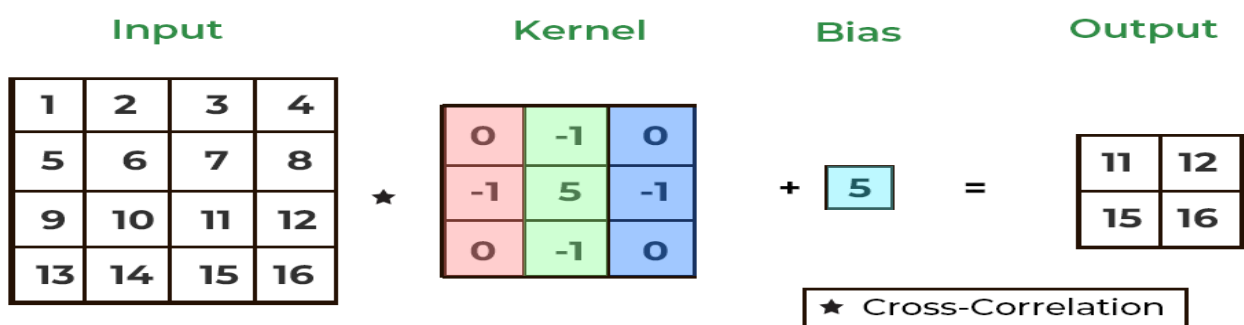 Input Kernel Bias Output
1 2 3 4
5 6 7 8
9 10 11 12
13 14 15 16
★
0 -1 0
-1 5 -1
0 -1 0
+ 5 =
11 12
15 16
★ Cross-Correlation